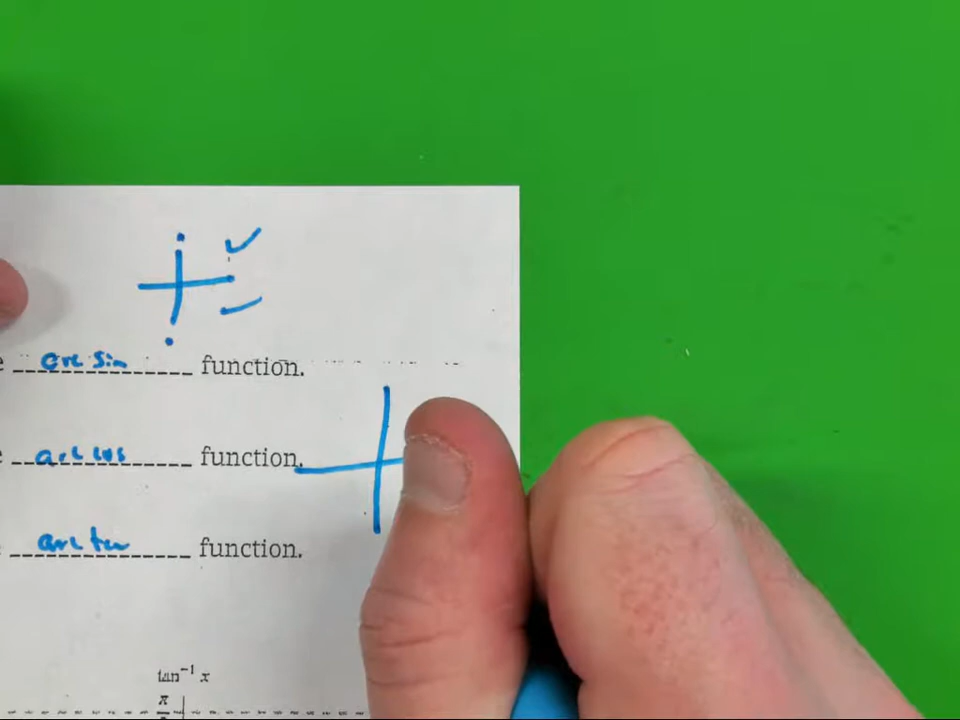 e arc sin function.
e arc cos function.
e arc tan function.
tan⁻¹ x
π